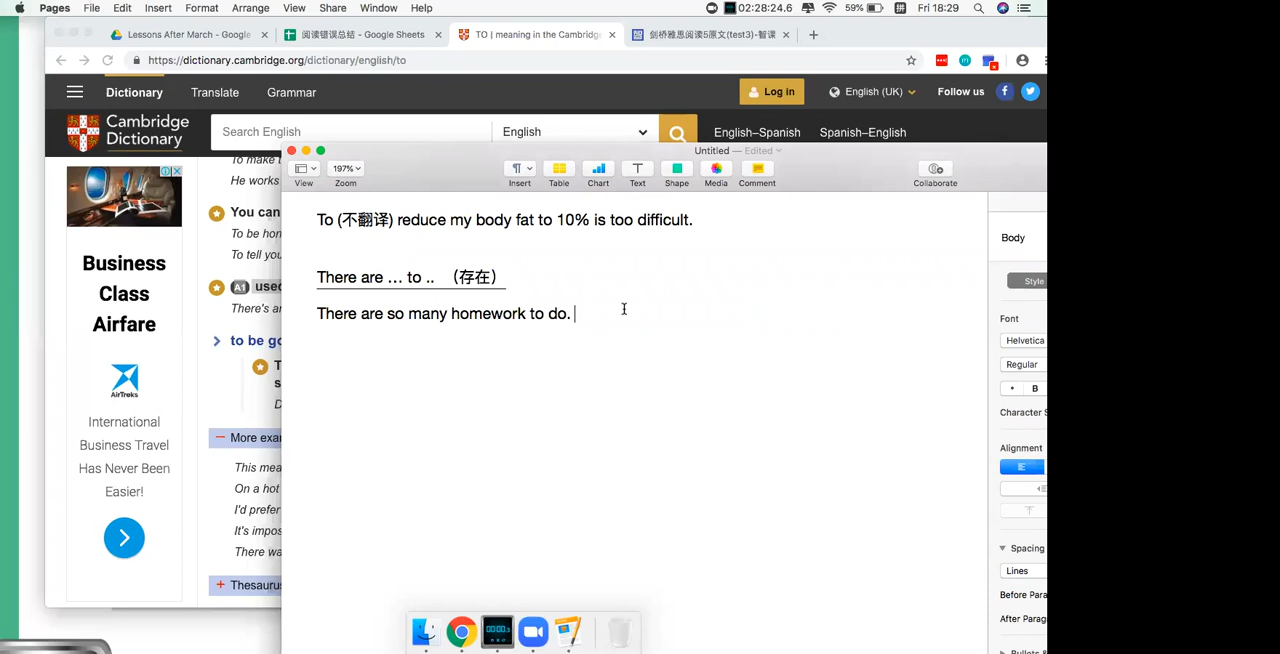 Pages File Edit Insert Format Arrange View Share Window Help 02:28:24.6 59% 拼 Fri 18:29
Lessons After March - Google 阅读错误总结 - Google Sheets TO | meaning in the Cambridge 剑桥雅思阅读5原文(test3)-智课
https://dictionary.cambridge.org/dictionary/english/to
Dictionary Translate Grammar Log in English (UK) Follow us
Cambridge Dictionary Search English English English–Spanish Spanish–English
Untitled — Edited
197%
View Zoom Insert Table Chart Text Shape Media Comment Collaborate
To make
He works
You can
To be hon
To tell you
A1 used
There's a
to be go
More exa
This mea
On a hot
I'd prefer
It's impos
There wa
Thesauru
Business
Class
Airfare
AirTreks
International
Business Travel
Has Never Been
Easier!
To (不翻译) reduce my body fat to 10% is too difficult.
There are … to .. （存在）
There are so many homework to do.
Body
Style
Font
Helvetica
Regular
B
Character S
Alignment
Spacing
Lines
Before Para
After Parag
Bullets &